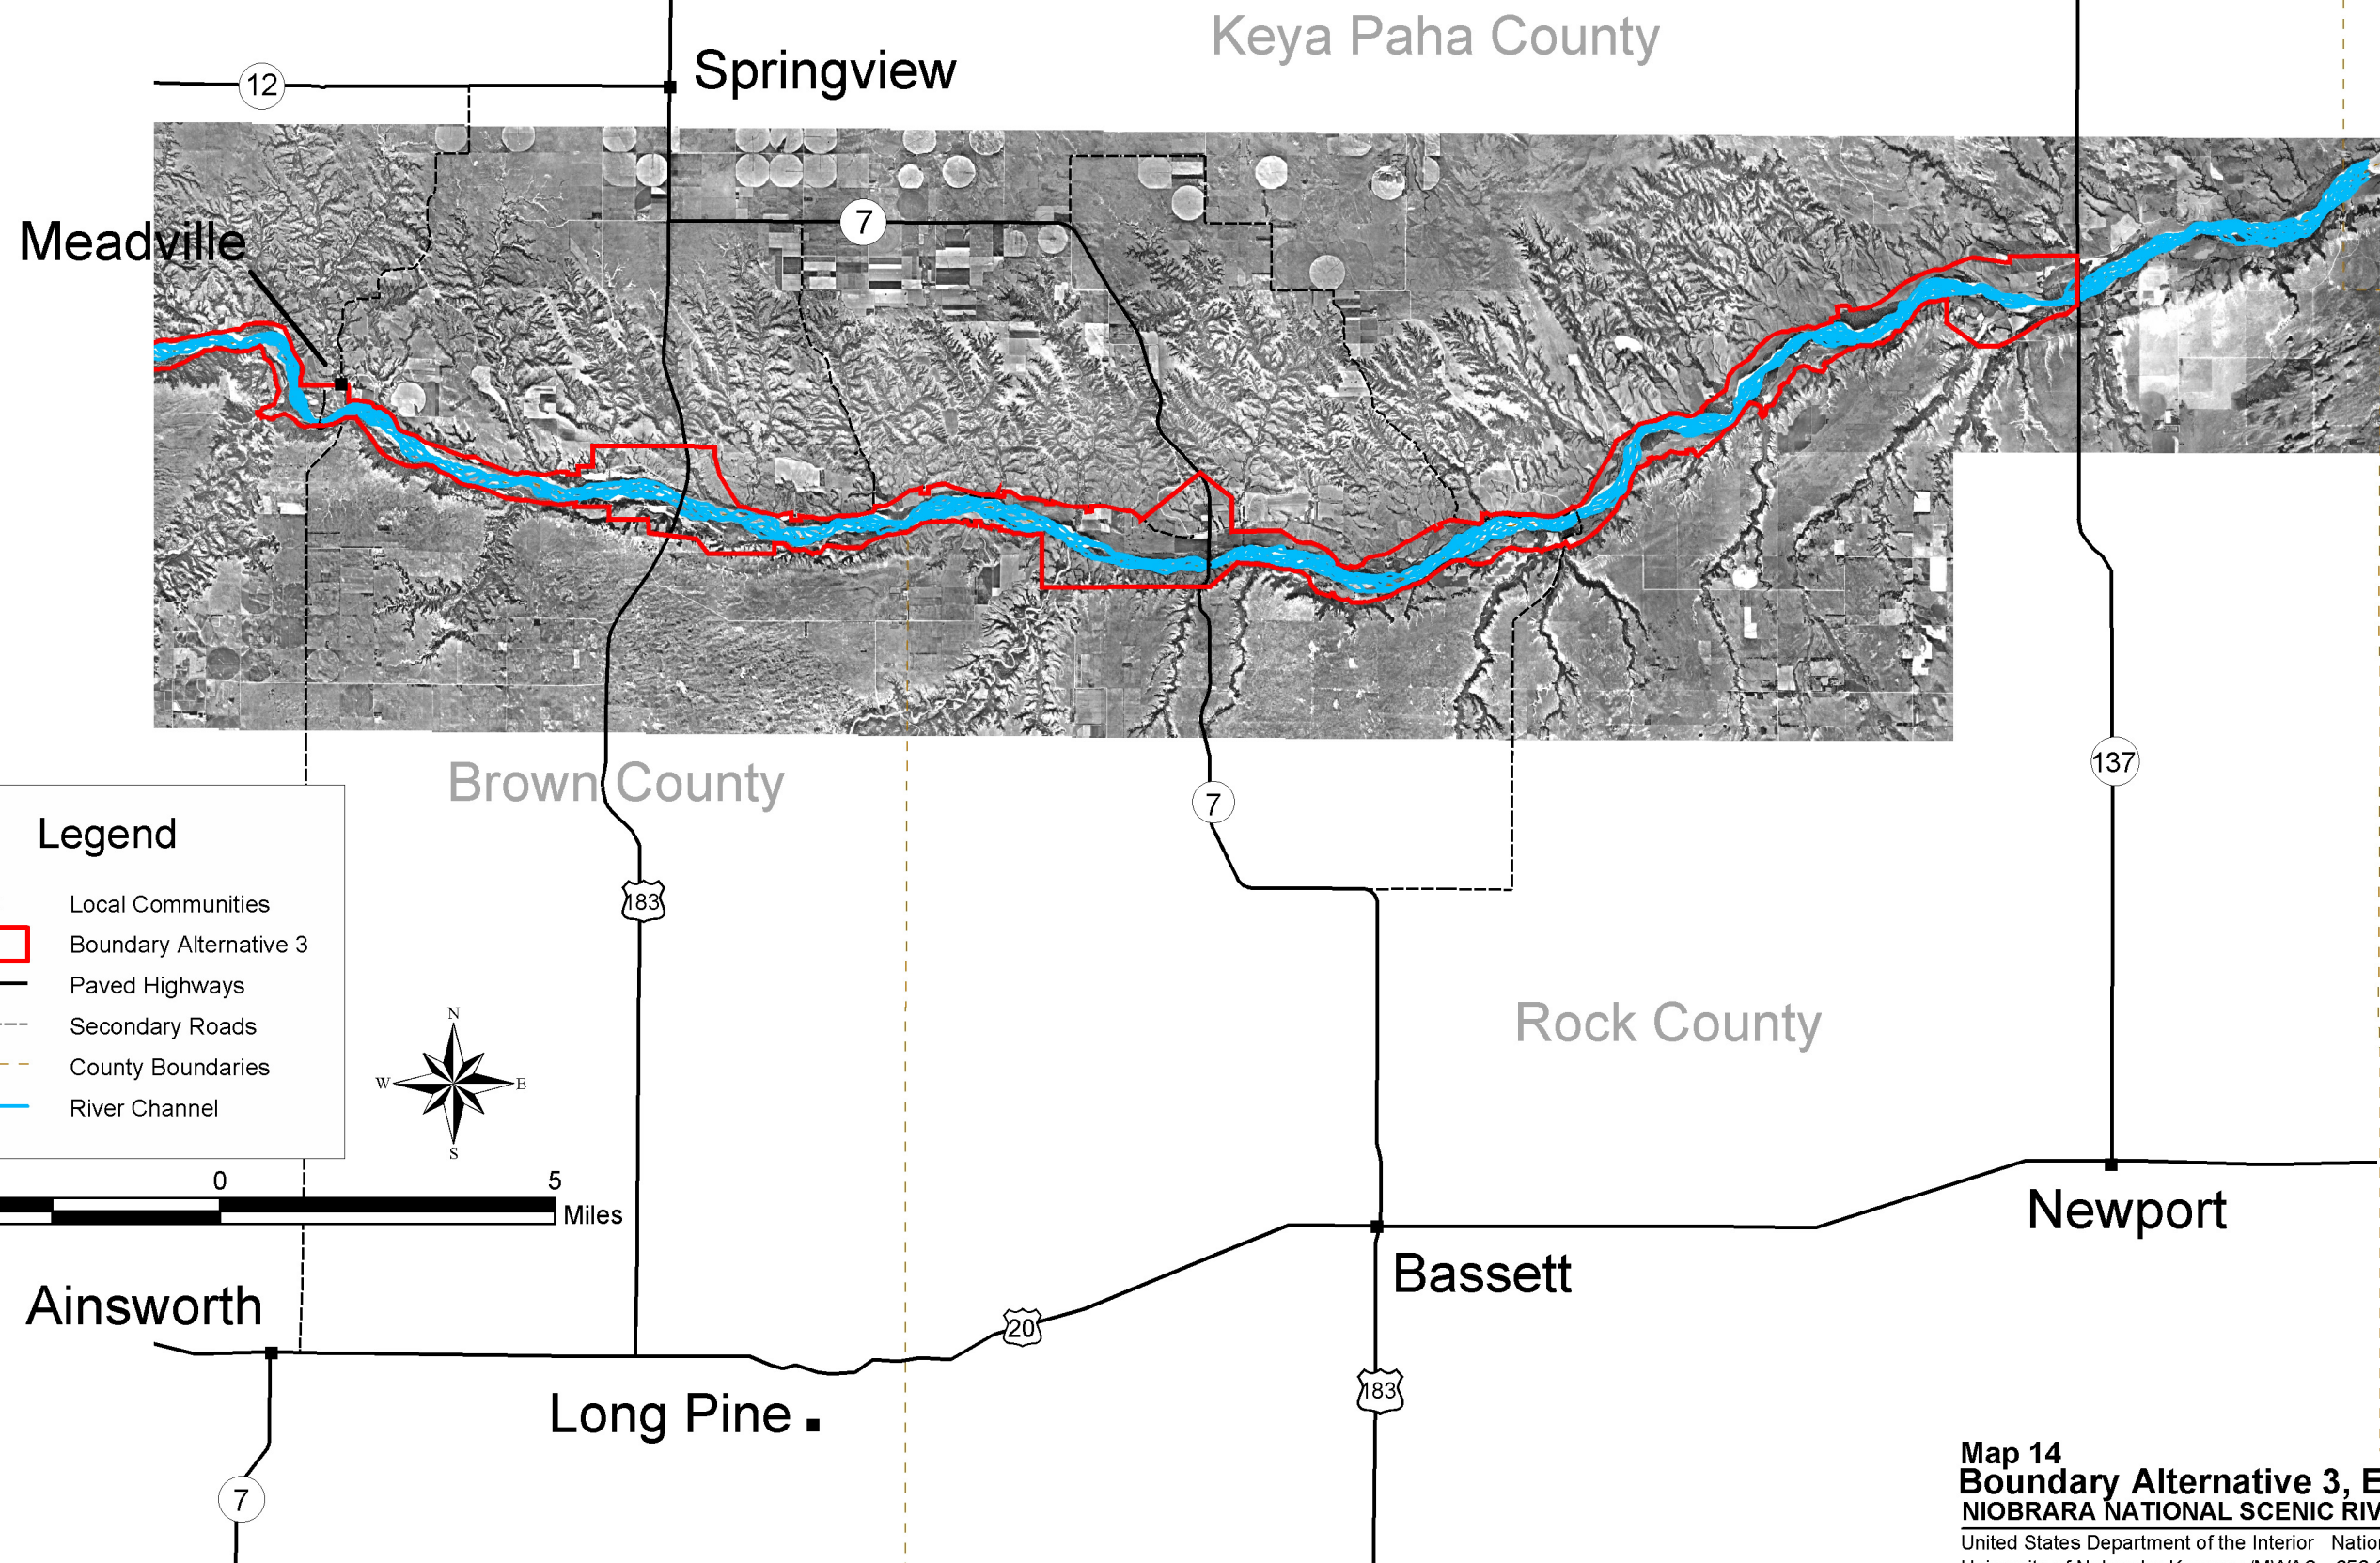 Keya Paha County
Springview
12
Meadville
7
Brown County
Legend
Local Communities
Boundary Alternative 3
Paved Highways
Secondary Roads
County Boundaries
River Channel
137
7
183
N
W E
S
Rock County
0 5
Miles
Newport
Bassett
Ainsworth
20
183
Long Pine
7
Map 14
Boundary Alternative 3, E
NIOBRARA NATIONAL SCENIC RIV
United States Department of the Interior Natio